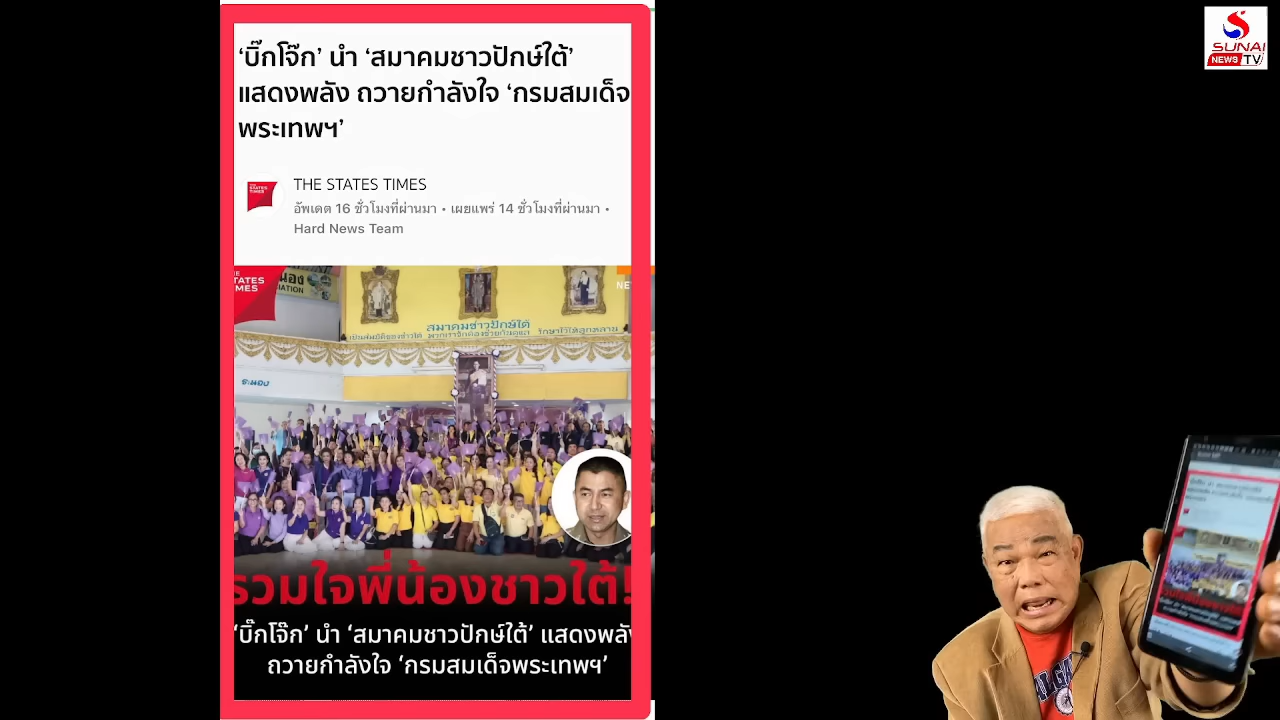 ‘บิ๊กโจ๊ก’ นำ ‘สมาคมชาวปักษ์ใต้’
แสดงพลัง ถวายกำลังใจ ‘กรมสมเด็จ
พระเทพฯ’
THE STATES TIMES
อัพเดต 16 ชั่วโมงที่ผ่านมา • เผยแพร่ 14 ชั่วโมงที่ผ่านมา •
Hard News Team
สมาคมชาวปักษ์ใต้
ระนอง
รวมใจพี่น้องชาวไต้!
‘บิ๊กโจ๊ก’ นำ ‘สมาคมชาวปักษ์ใต้’ แสดงพลัง
ถวายกำลังใจ ‘กรมสมเด็จพระเทพฯ’
SUNAI
NEWS TV